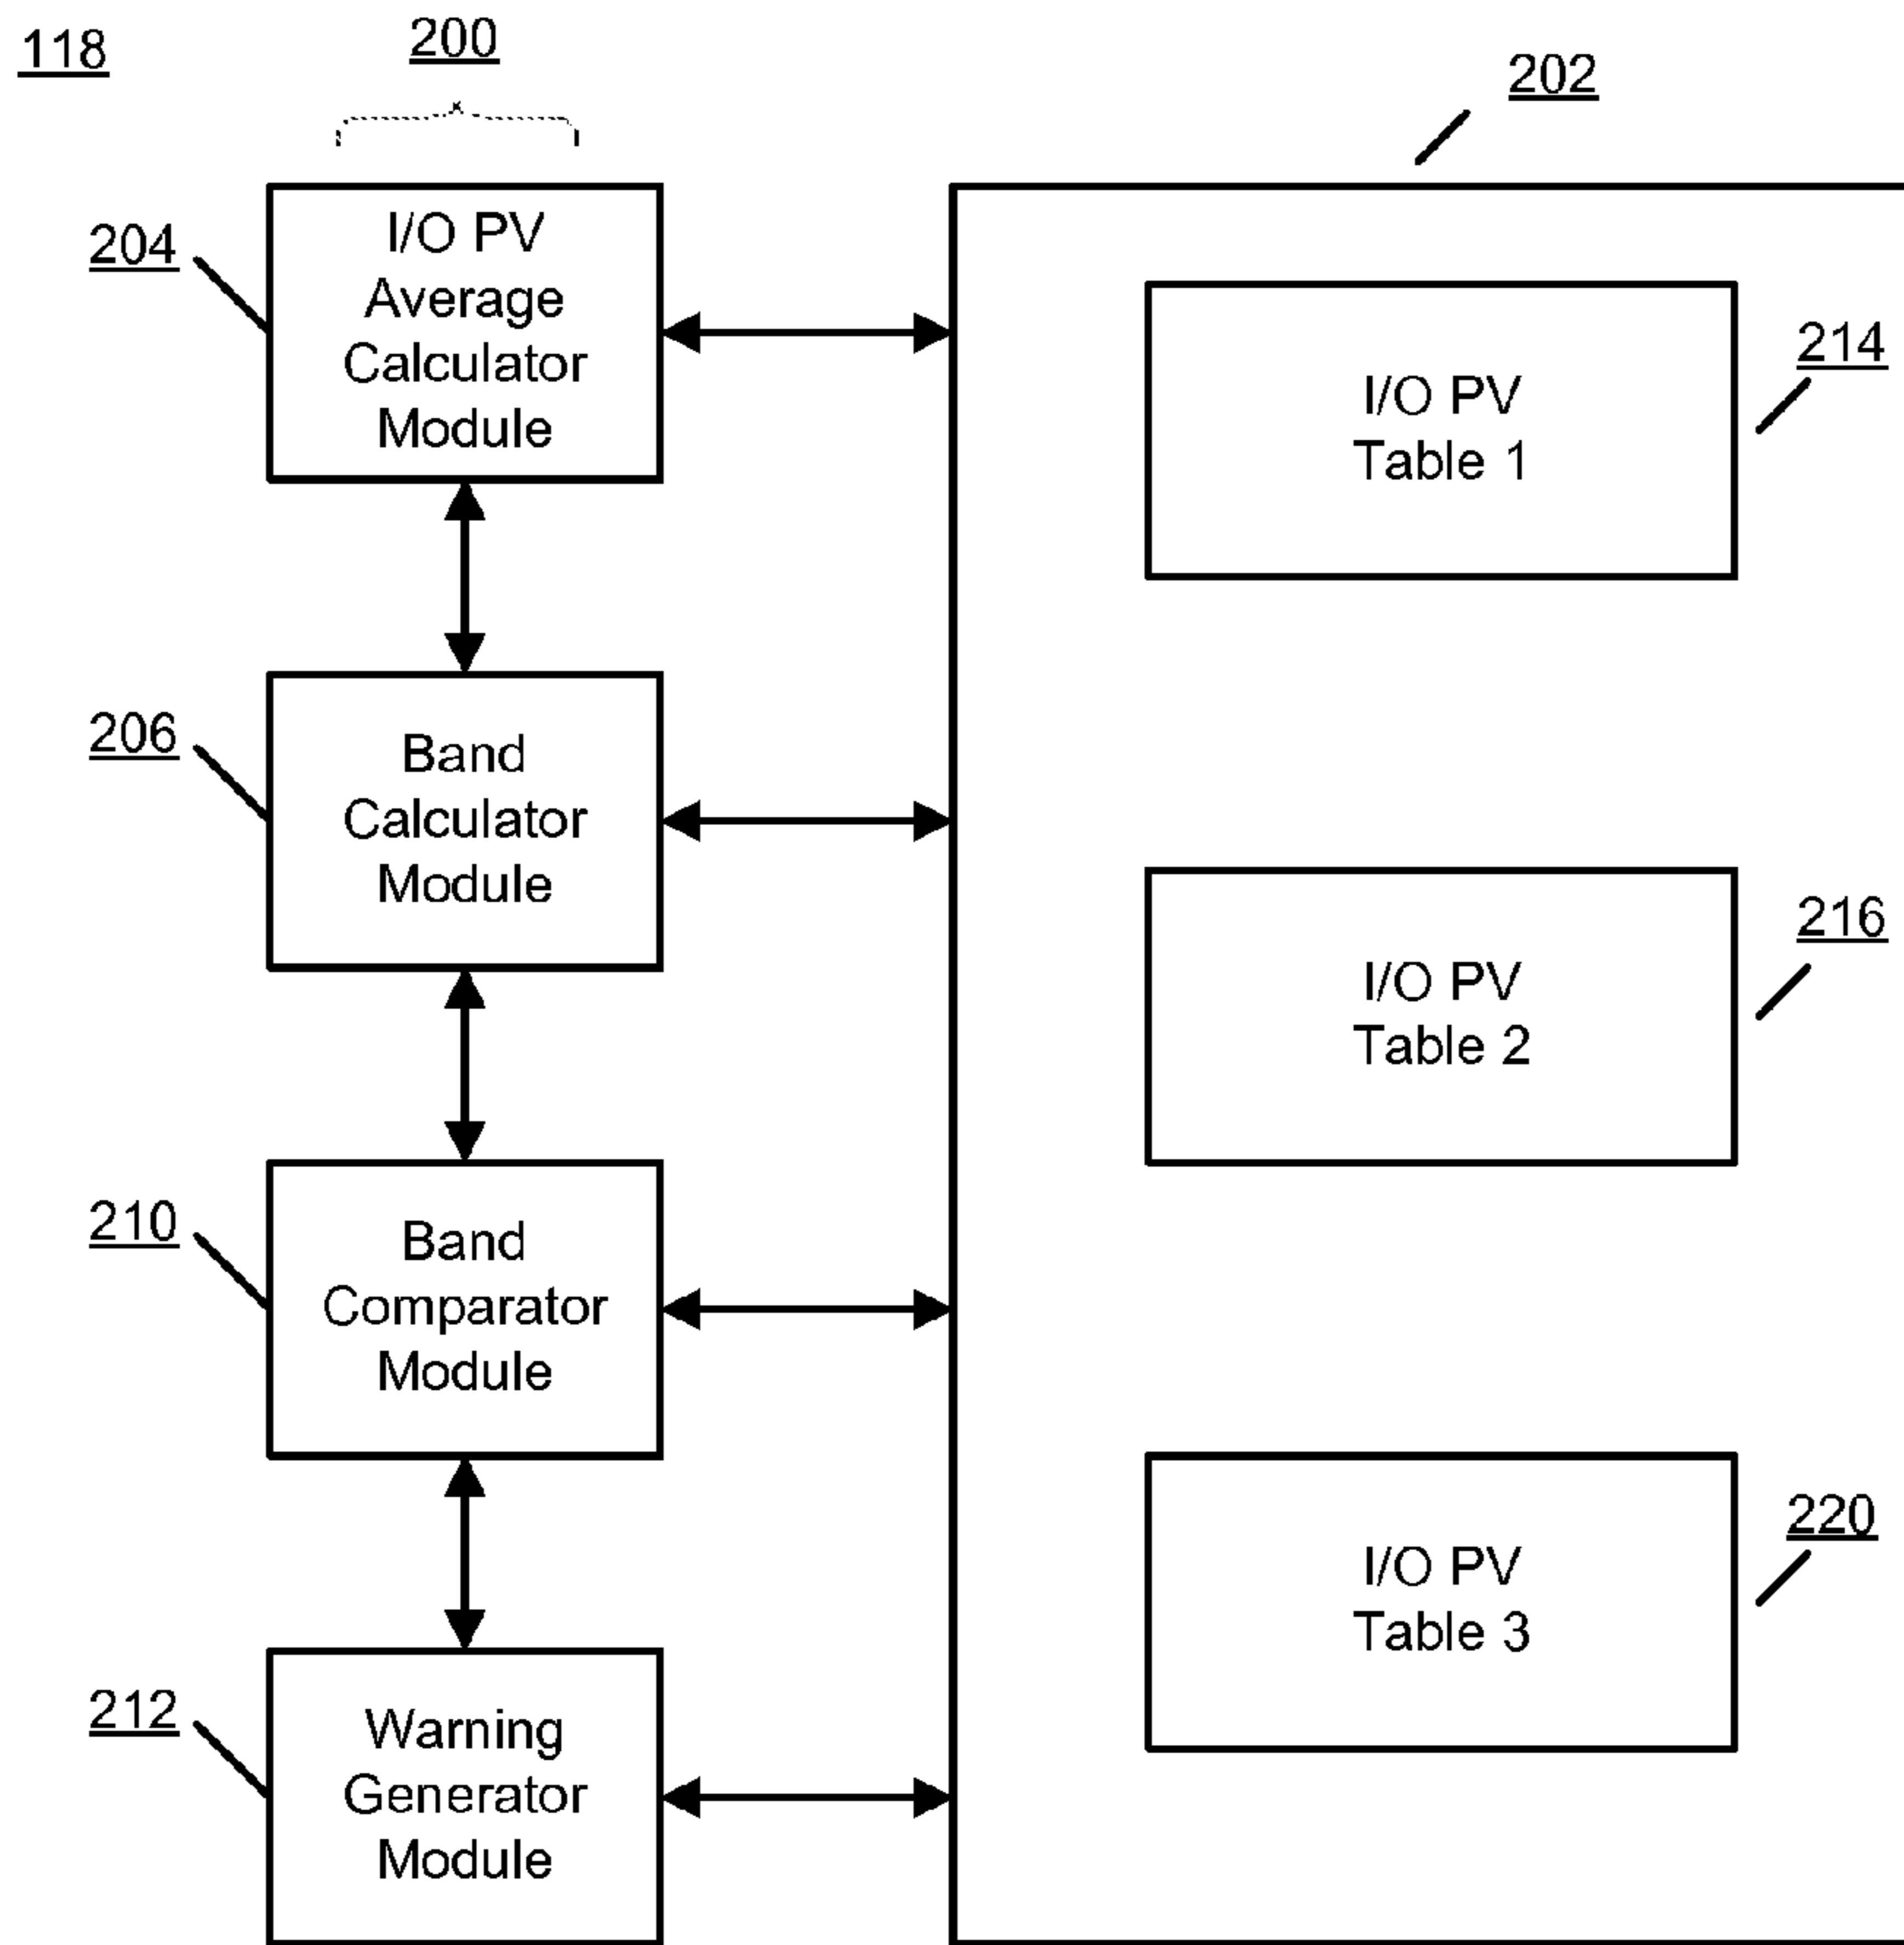 118
200
202
204
I/O PV
Average
Calculator
Module
I/O PV
Table 1
214
206
Band
Calculator
Module
I/O PV
Table 2
216
210
Band
Comparator
Module
I/O PV
Table 3
220
212
Warning
Generator
Module